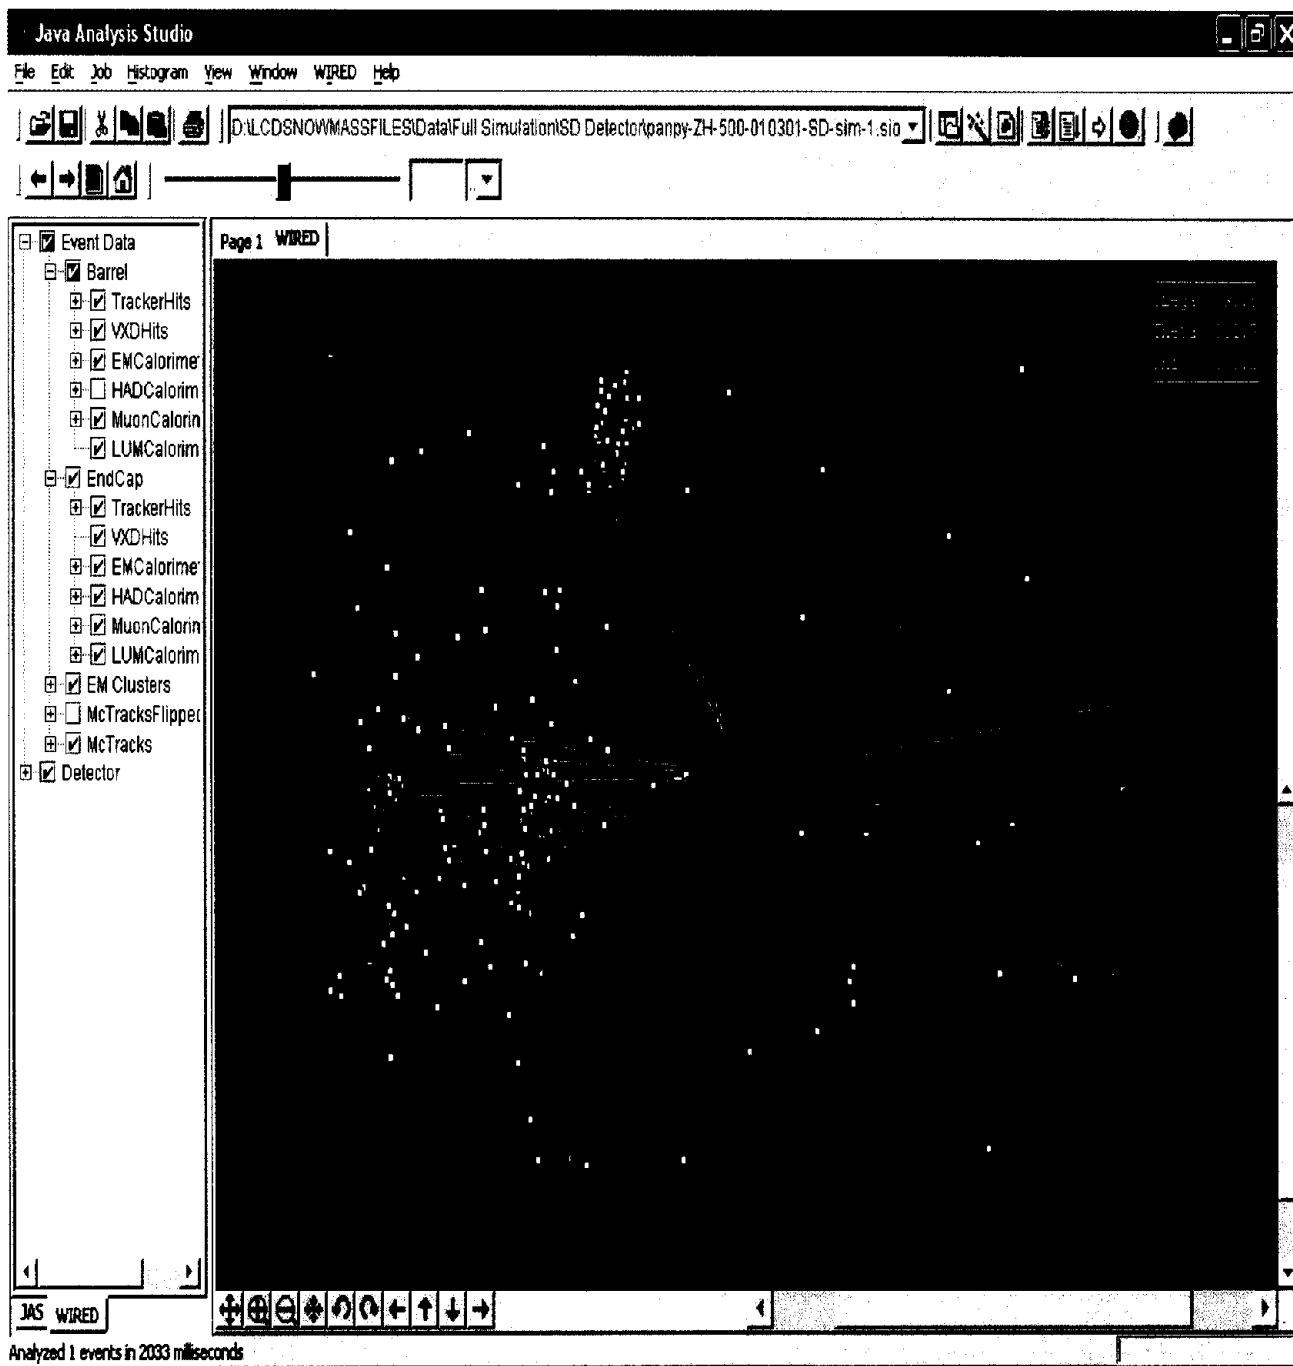 Java Analysis Studio
File Edit Job Histogram View Window WIRED Help
D:\LCDSNOWMASSFILES\Data\Full Simulation\SD Detector\panpy-ZH-500-010301-SD-sim-1.sio
Page 1 WIRED
Event Data
Barrel
TrackerHits
VXDHits
EMCalorime
HADCalorim
MuonCalorin
LUMCalorim
EndCap
TrackerHits
VXDHits
EMCalorime
HADCalorim
MuonCalorin
LUMCalorim
EM Clusters
McTracksFlipped
McTracks
Detector
JAS WIRED
Analyzed 1 events in 2033 milliseconds